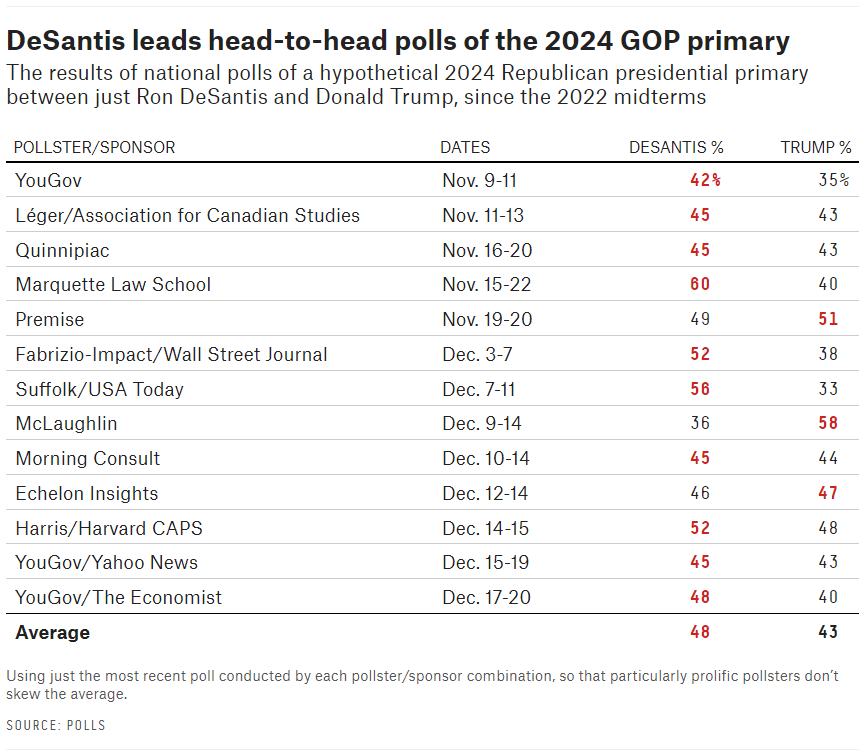 DeSantis leads head-to-head polls of the 2024 GOP primary
The results of national polls of a hypothetical 2024 Republican presidential primary
between just Ron DeSantis and Donald Trump, since the 2022 midterms
POLLSTER/SPONSOR DATES DESANTIS % TRUMP %
YouGov Nov. 9-11 42% 35%
Léger/Association for Canadian Studies Nov. 11-13 45 43
Quinnipiac Nov. 16-20 45 43
Marquette Law School Nov. 15-22 60 40
Premise Nov. 19-20 49 51
Fabrizio-Impact/Wall Street Journal Dec. 3-7 52 38
Suffolk/USA Today Dec. 7-11 56 33
McLaughlin Dec. 9-14 36 58
Morning Consult Dec. 10-14 45 44
Echelon Insights Dec. 12-14 46 47
Harris/Harvard CAPS Dec. 14-15 52 48
YouGov/Yahoo News Dec. 15-19 45 43
YouGov/The Economist Dec. 17-20 48 40
Average 48 43
Using just the most recent poll conducted by each pollster/sponsor combination, so that particularly prolific pollsters don’t
skew the average.
SOURCE: POLLS